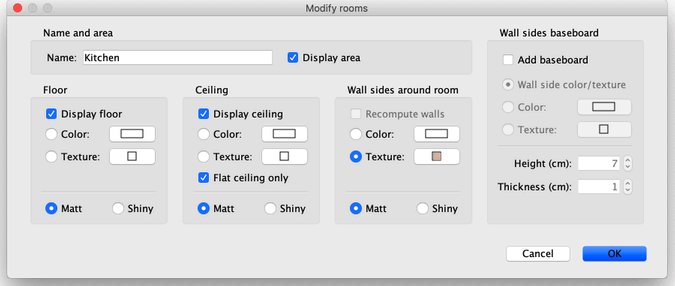 Modify rooms
Name and area
Name: Kitchen
Display area
Floor
Display floor
Color:
Texture:
Matt Shiny
Ceiling
Display ceiling
Color:
Texture:
Flat ceiling only
Matt Shiny
Wall sides around room
Recompute walls
Color:
Texture:
Matt Shiny
Wall sides baseboard
Add baseboard
Wall side color/texture
Color:
Texture:
Height (cm): 7
Thickness (cm): 1
Cancel OK